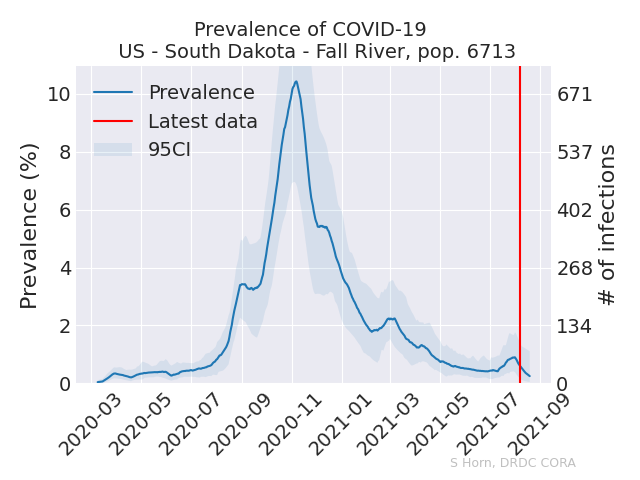 Prevalence of COVID-19
US - South Dakota - Fall River, pop. 6713
Prevalence
Latest data
95CI
Prevalence (%)
10
8
6
4
2
0
671
537
402
268
134
0
# of infections
2020-03
2020-05
2020-07
2020-09
2020-11
2021-01
2021-03
2021-05
2021-07
2021-09
S Horn, DRDC CORA